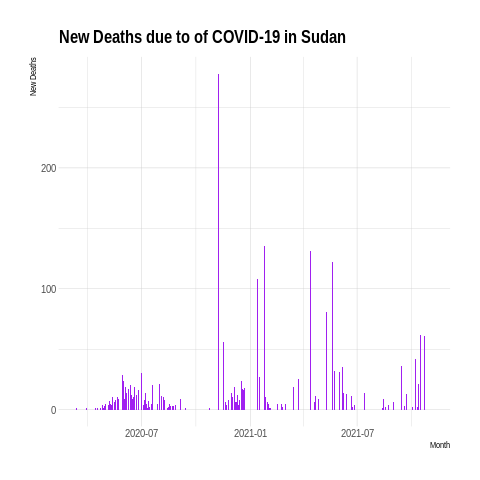 New Deaths due to of COVID-19 in Sudan
New Deaths
200
100
0
2020-07
2021-01
2021-07
Month